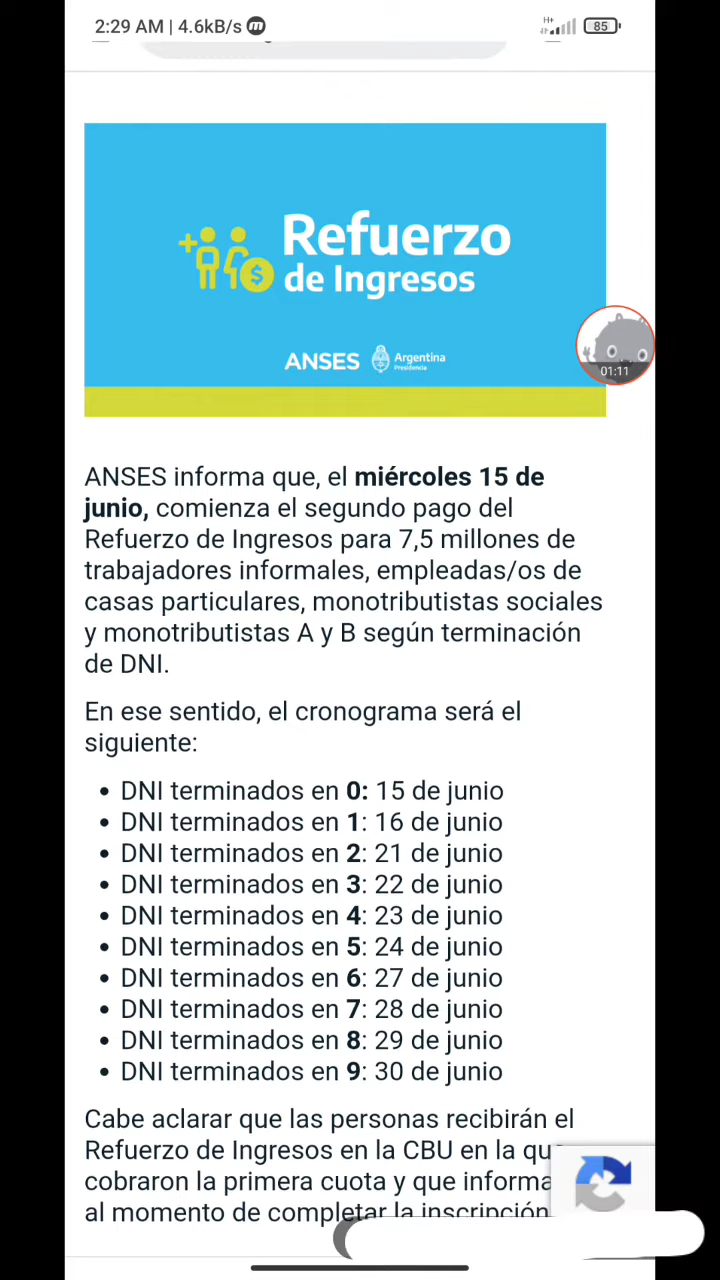 2:29 AM | 4.6kB/s m
H+
85
Refuerzo
de Ingresos
ANSES
Argentina
Presidencia
01:11
ANSES informa que, el miércoles 15 de
junio, comienza el segundo pago del
Refuerzo de Ingresos para 7,5 millones de
trabajadores informales, empleadas/os de
casas particulares, monotributistas sociales
y monotributistas A y B según terminación
de DNI.
En ese sentido, el cronograma será el
siguiente:
• DNI terminados en 0: 15 de junio
• DNI terminados en 1: 16 de junio
• DNI terminados en 2: 21 de junio
• DNI terminados en 3: 22 de junio
• DNI terminados en 4: 23 de junio
• DNI terminados en 5: 24 de junio
• DNI terminados en 6: 27 de junio
• DNI terminados en 7: 28 de junio
• DNI terminados en 8: 29 de junio
• DNI terminados en 9: 30 de junio
Cabe aclarar que las personas recibirán el
Refuerzo de Ingresos en la CBU en la qu
cobraron la primera cuota y que informa
al momento de completar la inscripción